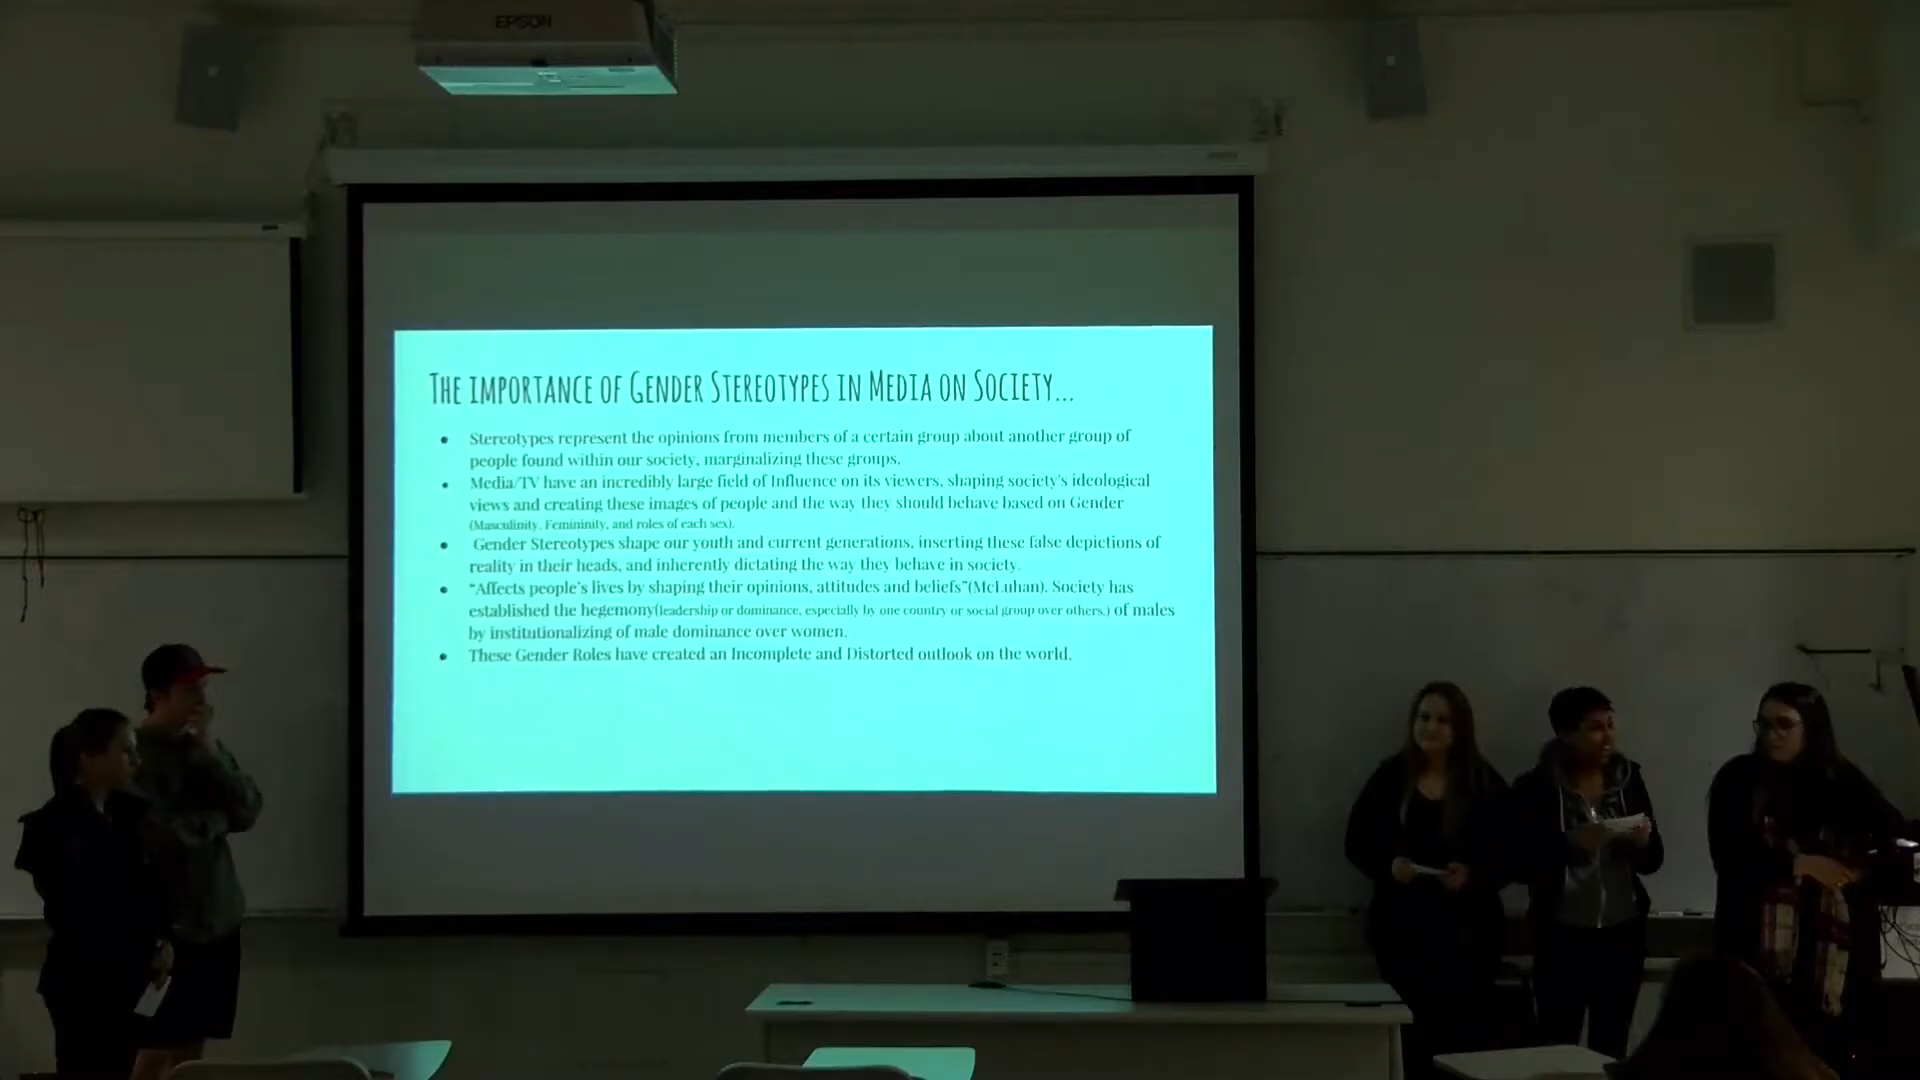 EPSON
THE IMPORTANCE OF GENDER STEREOTYPES IN MEDIA ON SOCIETY...
• Stereotypes represent the opinions from members of a certain group about another group of
people found within our society, marginalizing these groups.
• Media/TV have an incredibly large field of Influence on its viewers, shaping society's ideological
views and creating these images of people and the way they should behave based on Gender
(Masculinity, Femininity, and roles of each sex).
• Gender Stereotypes shape our youth and current generations, inserting these false depictions of
reality in their heads, and inherently dictating the way they behave in society.
• “Affects people's lives by shaping their opinions, attitudes and beliefs”(McLuhan). Society has
established the hegemony(leadership or dominance, especially by one country or social group over others.) of males
by institutionalizing of male dominance over women.
• These Gender Roles have created an Incomplete and Distorted outlook on the world.